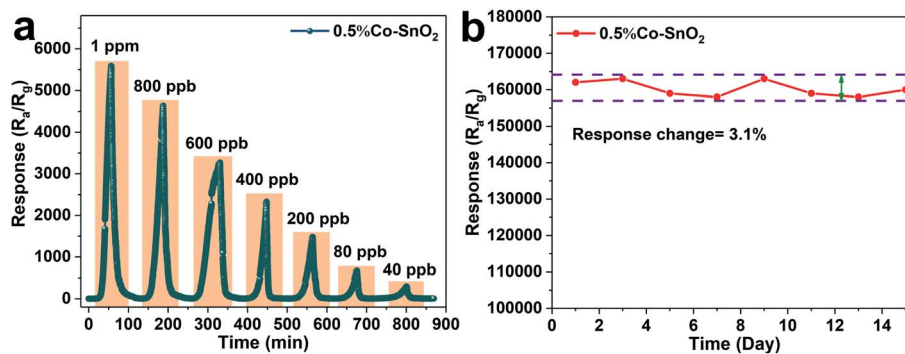 a
0.5%Co-SnO₂
1 ppm
800 ppb
600 ppb
400 ppb
200 ppb
80 ppb
40 ppb
Response (Rₐ/R_g)
6000
5000
4000
3000
2000
1000
0
0 100 200 300 400 500 600 700 800 900
Time (min)
b
0.5%Co-SnO₂
Response change= 3.1%
Response (Rₐ/R_g)
180000
170000
160000
150000
140000
130000
120000
110000
100000
0 2 4 6 8 10 12 14
Time (Day)